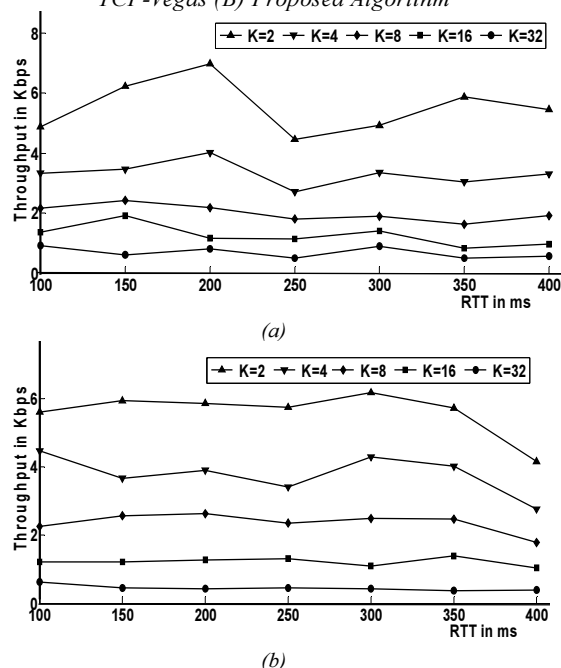 TCP-Vegas (B) Proposed Algorithm
K=2 K=4 K=8 K=16 K=32
Throughput in Kbps
8
6
4
2
0
100 150 200 250 300 350 400
RTT in ms
(a)
K=2 K=4 K=8 K=16 K=32
Throughput in Kbps
6
4
2
0
100 150 200 250 300 350 400
RTT in ms
(b)